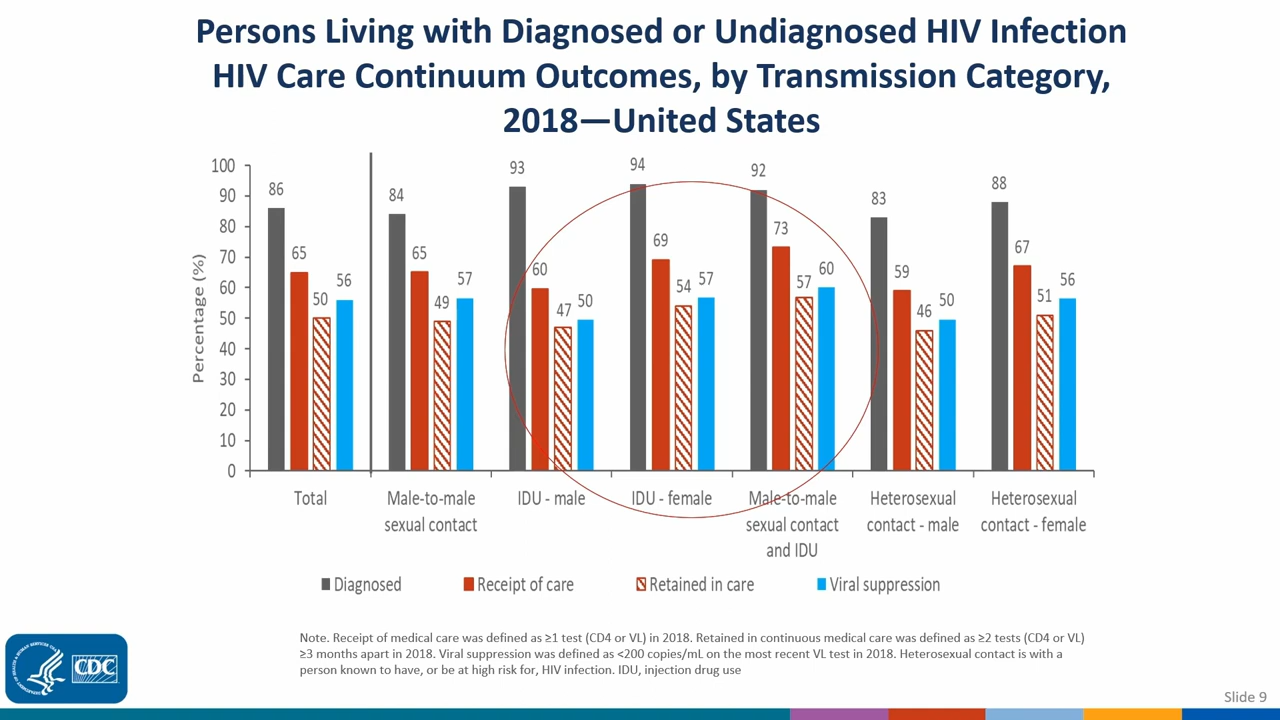 Persons Living with Diagnosed or Undiagnosed HIV Infection
HIV Care Continuum Outcomes, by Transmission Category,
2018—United States
Percentage (%)
100
90
80
70
60
50
40
30
20
10
0
86
65
50
56
84
65
49
57
93
60
47
50
94
69
54
57
92
73
57
60
83
59
46
50
88
67
51
56
Total
Male-to-male
sexual contact
IDU - male
IDU - female
Male-to-male
sexual contact
and IDU
Heterosexual
contact - male
Heterosexual
contact - female
Diagnosed
Receipt of care
Retained in care
Viral suppression
Note. Receipt of medical care was defined as ≥1 test (CD4 or VL) in 2018. Retained in continuous medical care was defined as ≥2 tests (CD4 or VL)
≥3 months apart in 2018. Viral suppression was defined as <200 copies/mL on the most recent VL test in 2018. Heterosexual contact is with a
person known to have, or be at high risk for, HIV infection. IDU, injection drug use
CDC
Slide 9